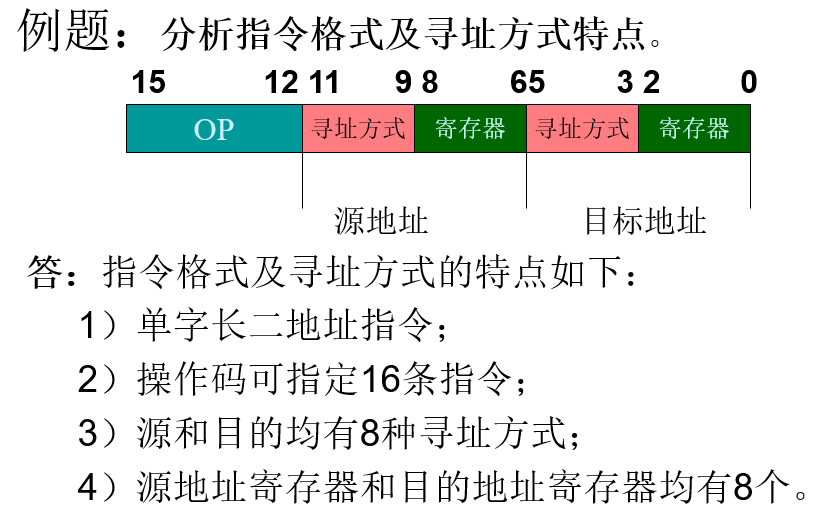 例题：分析指令格式及寻址方式特点。
15 12 11 9 8 65 3 2 0
OP 寻址方式 寄存器 寻址方式 寄存器
源地址 目标地址
答：指令格式及寻址方式的特点如下：
1）单字长二地址指令；
2）操作码可指定16条指令；
3）源和目的均有8种寻址方式；
4）源地址寄存器和目的地址寄存器均有8个。